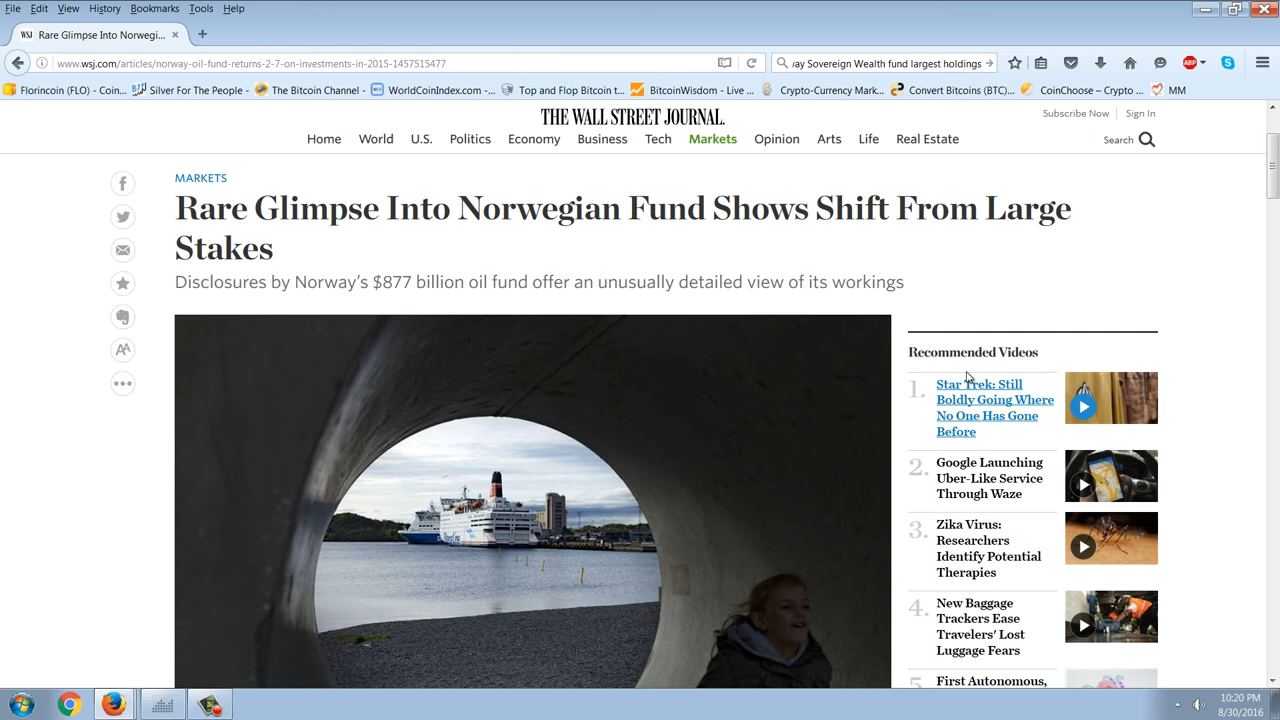 File Edit View History Bookmarks Tools Help
WSJ Rare Glimpse Into Norwegi...
www.wsj.com/articles/norway-oil-fund-returns-2-7-on-investments-in-2015-1457515477
ay Sovereign Wealth fund largest holdings
ABP
Florincoin (FLO) - Coin... Silver For The People - The Bitcoin Channel - WorldCoinIndex.com -... Top and Flop Bitcoin t... BitcoinWisdom - Live ... Crypto-Currency Mark... Convert Bitcoins (BTC)... CoinChoose — Crypto ... MM
THE WALL STREET JOURNAL.
Subscribe Now Sign In
Home World U.S. Politics Economy Business Tech Markets Opinion Arts Life Real Estate
Search
MARKETS
Rare Glimpse Into Norwegian Fund Shows Shift From Large
Stakes
Disclosures by Norway’s $877 billion oil fund offer an unusually detailed view of its workings
AA
Recommended Videos
1. Star Trek: Still
Boldly Going Where
No One Has Gone
Before
2. Google Launching
Uber-Like Service
Through Waze
3. Zika Virus:
Researchers
Identify Potential
Therapies
4. New Baggage
Trackers Ease
Travelers' Lost
Luggage Fears
5. First Autonomous,
10:20 PM
8/30/2016